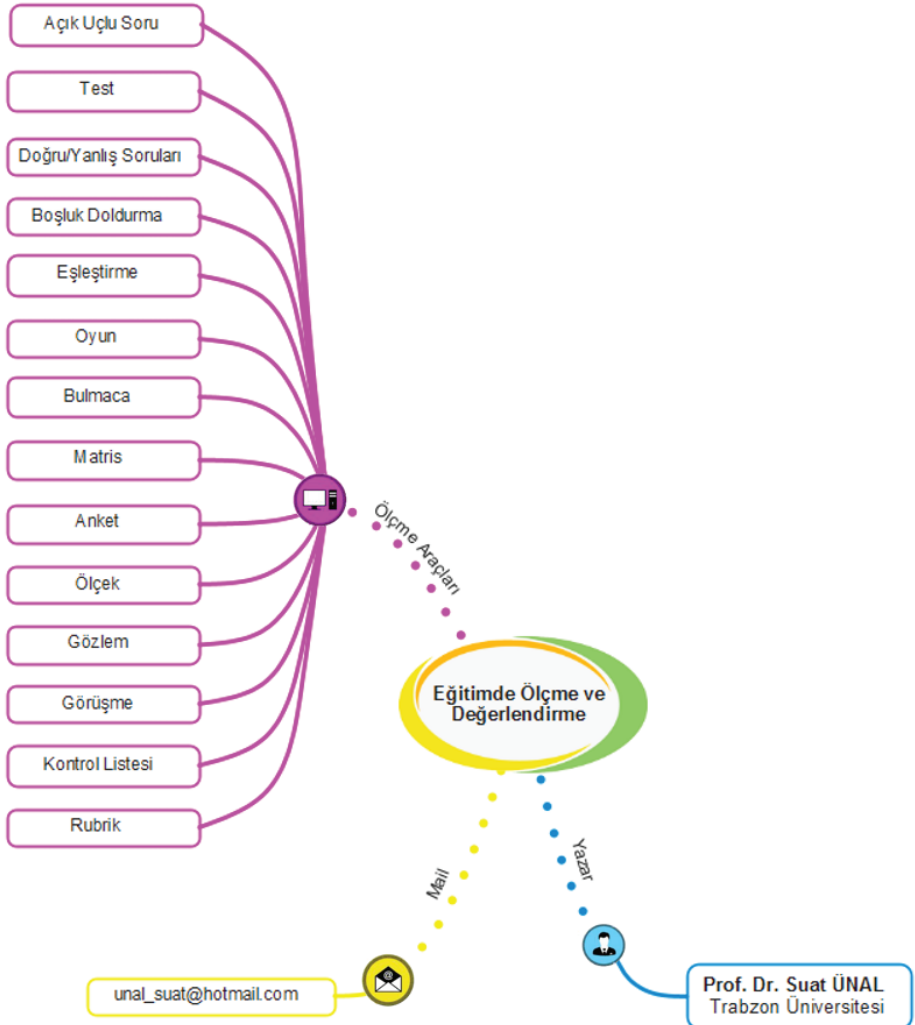 Açık Uçlu Soru
Test
Doğru/Yanlış Soruları
Boşluk Doldurma
Eşleştirme
Oyun
Bulmaca
Matris
Anket
Ölçek
Gözlem
Görüşme
Kontrol Listesi
Rubrik
Ölçme Araçları
Eğitimde Ölçme ve
Değerlendirme
Mail
Yazar
unal_suat@hotmail.com
Prof. Dr. Suat ÜNAL
Trabzon Üniversitesi